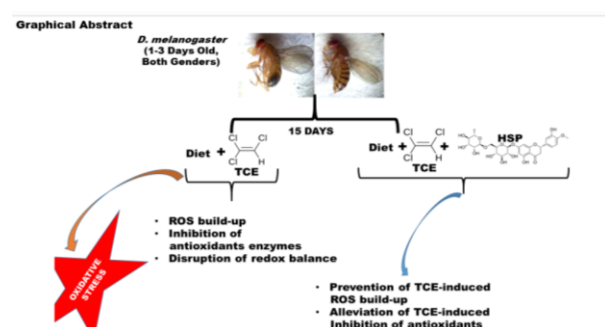 Graphical Abstract
D. melanogaster
(1-3 Days Old,
Both Genders)
15 DAYS
Diet +
Cl
Cl
Cl
H
TCE
Diet +
Cl
Cl
Cl
H
TCE
+
HSP
ROS build-up
Inhibition of
antioxidants enzymes
Disruption of redox balance
OXIDATIVE
STRESS
Prevention of TCE-induced
ROS build-up
Alleviation of TCE-induced
Inhibition of antioxidants